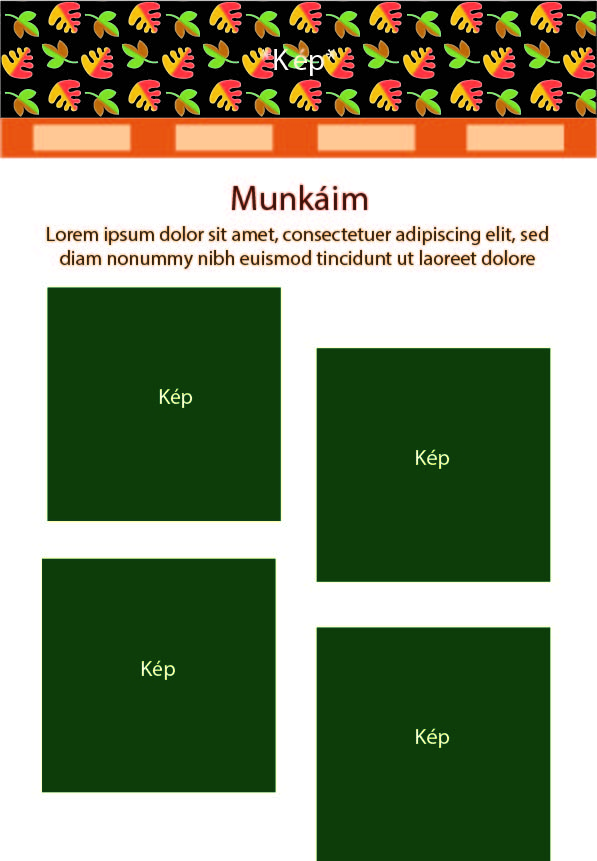 "Kép"
Munkáim
Lorem ipsum dolor sit amet, consectetuer adipiscing elit, sed
diam nonummy nibh euismod tincidunt ut laoreet dolore
Kép
Kép
Kép
Kép